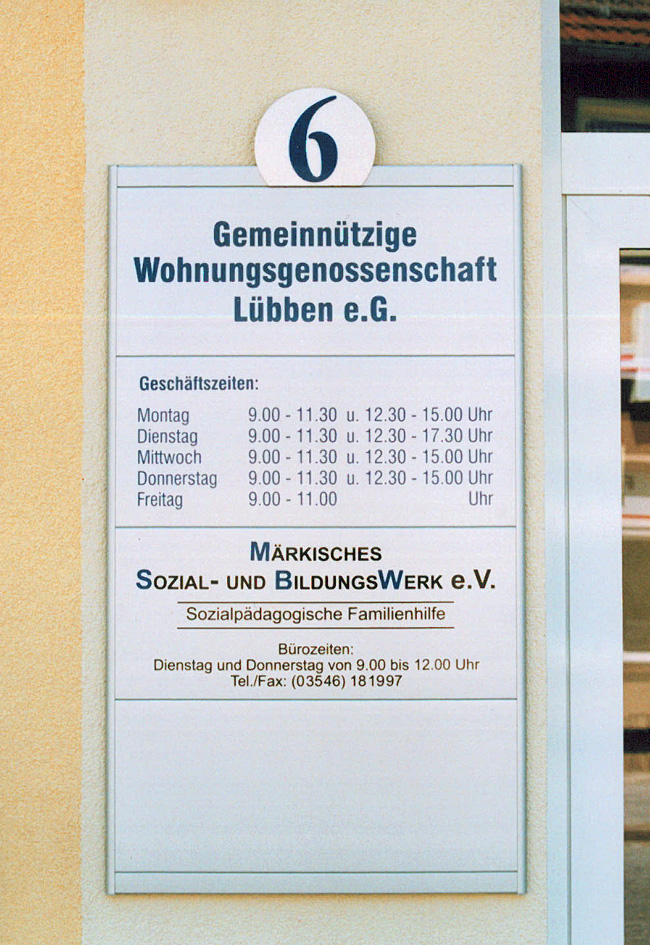 6
Gemeinnützige
Wohnungsgenossenschaft
Lübben e.G.
Geschäftszeiten:
Montag 9.00 - 11.30 u. 12.30 - 15.00 Uhr
Dienstag 9.00 - 11.30 u. 12.30 - 17.30 Uhr
Mittwoch 9.00 - 11.30 u. 12.30 - 15.00 Uhr
Donnerstag 9.00 - 11.30 u. 12.30 - 15.00 Uhr
Freitag 9.00 - 11.00 Uhr
MÄRKISCHES
SOZIAL- UND BILDUNGSWERK e.V.
Sozialpädagogische Familienhilfe
Bürozeiten:
Dienstag und Donnerstag von 9.00 bis 12.00 Uhr
Tel./Fax: (03546) 181997